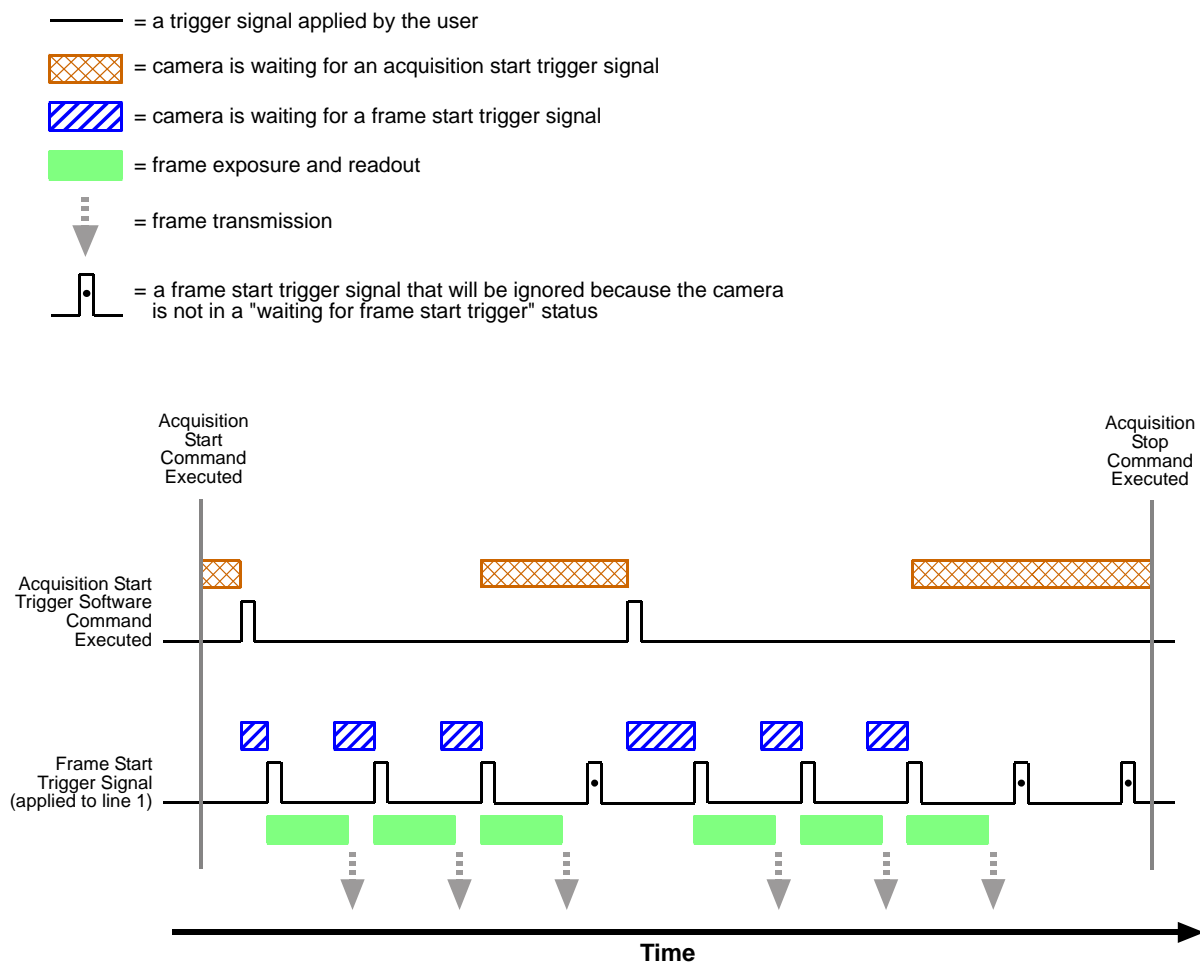 = a trigger signal applied by the user
= camera is waiting for an acquisition start trigger signal
= camera is waiting for a frame start trigger signal
= frame exposure and readout
= frame transmission
= a frame start trigger signal that will be ignored because the camera
is not in a "waiting for frame start trigger" status
Acquisition
Start
Command
Executed
Acquisition
Stop
Command
Executed
Acquisition Start
Trigger Software
Command
Executed
Frame Start
Trigger Signal
(applied to line 1)
Time